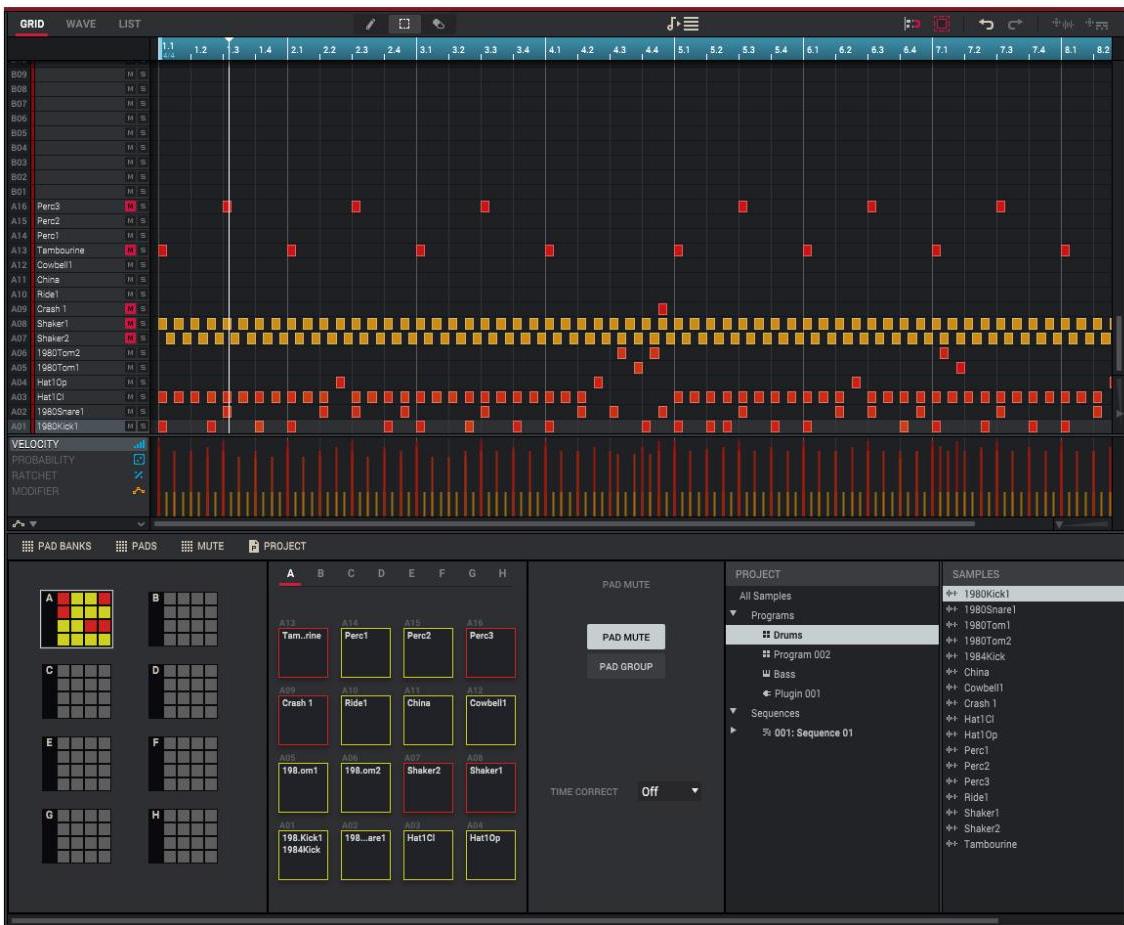 GRID WAVE LIST
1.1 1.2 1.3 1.4 2.1 2.2 2.3 2.4 3.1 3.2 3.3 3.4 4.1 4.2 4.3 4.4 5.1 5.2 5.3 5.4 6.1 6.2 6.3 6.4 7.1 7.2 7.3 7.4 8.1 8.2
4/4
B09 M S
B08 M S
B07 M S
B06 M S
B05 M S
B04 M S
B03 M S
B02 M S
B01 M S
A16 Perc3 M S
A15 Perc2 M S
A14 Perc1 M S
A13 Tambourine M S
A12 Cowbell1 M S
A11 China M S
A10 Ride1 M S
A09 Crash 1 M S
A08 Shaker1 M S
A07 Shaker2 M S
A06 1980Tom2 M S
A05 1980Tom1 M S
A04 Hat1Op M S
A03 Hat1Cl M S
A02 1980Snare1 M S
A01 1980Kick1 M S
VELOCITY
PROBABILITY
RATCHET
MODIFIER
PAD BANKS PADS MUTE PROJECT
A B
C D
E F
G H
A B C D E F G H
A13 A14 A15 A16
Tam..rine Perc1 Perc2 Perc3
A09 A10 A11 A12
Crash 1 Ride1 China Cowbell1
A05 A06 A07 A08
198.om1 198.om2 Shaker2 Shaker1
A01 A02 A03 A04
198.Kick1 198...are1 Hat1Cl Hat1Op
1984Kick
PAD MUTE
PAD MUTE
PAD GROUP
TIME CORRECT Off
PROJECT
All Samples
Programs
Drums
Program 002
Bass
Plugin 001
Sequences
001: Sequence 01
SAMPLES
1980Kick1
1980Snare1
1980Tom1
1980Tom2
1984Kick
China
Cowbell1
Crash 1
Hat1Cl
Hat1Op
Perc1
Perc2
Perc3
Ride1
Shaker1
Shaker2
Tambourine